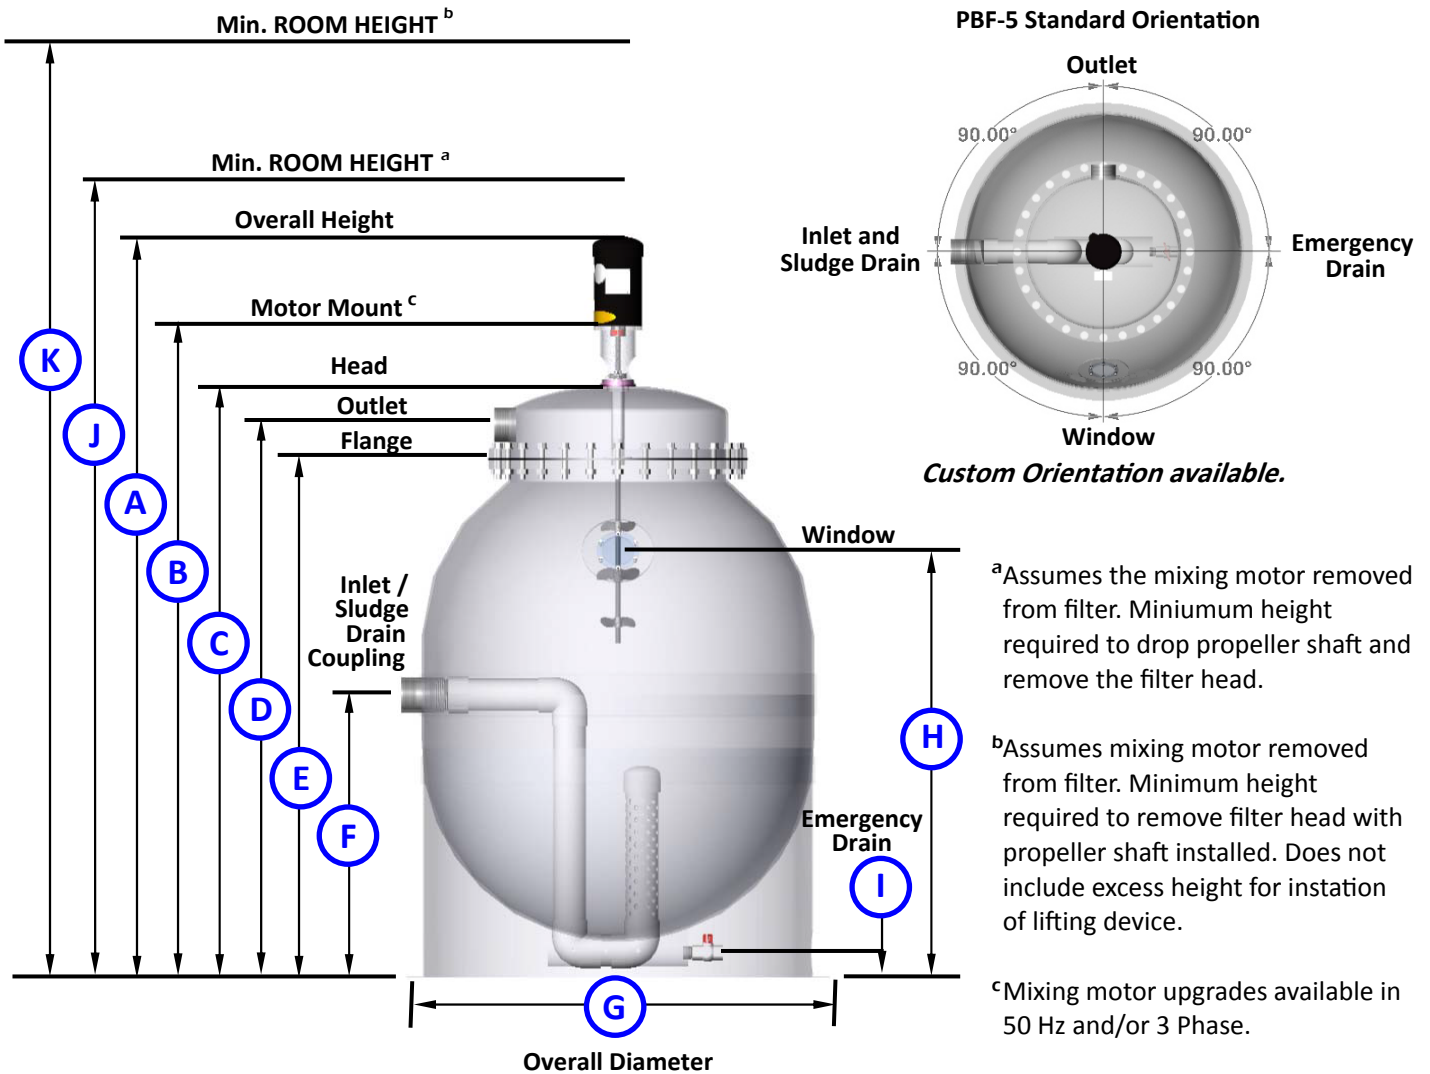 Min. ROOM HEIGHT b
Min. ROOM HEIGHT a
Overall Height
Motor Mount c
Head
Outlet
Flange
Inlet /
Sludge
Drain
Coupling
K
J
A
B
C
D
E
F
G
Overall Diameter
Window
H
Emergency
Drain
I
PBF-5 Standard Orientation
Outlet
90.00°
90.00°
Inlet and
Sludge Drain
Emergency
Drain
90.00°
90.00°
Window
Custom Orientation available.
aAssumes the mixing motor removed
from filter. Miniumum height
required to drop propeller shaft and
remove the filter head.
bAssumes mixing motor removed
from filter. Minimum height
required to remove filter head with
propeller shaft installed. Does not
include excess height for instation
of lifting device.
cMixing motor upgrades available in
50 Hz and/or 3 Phase.